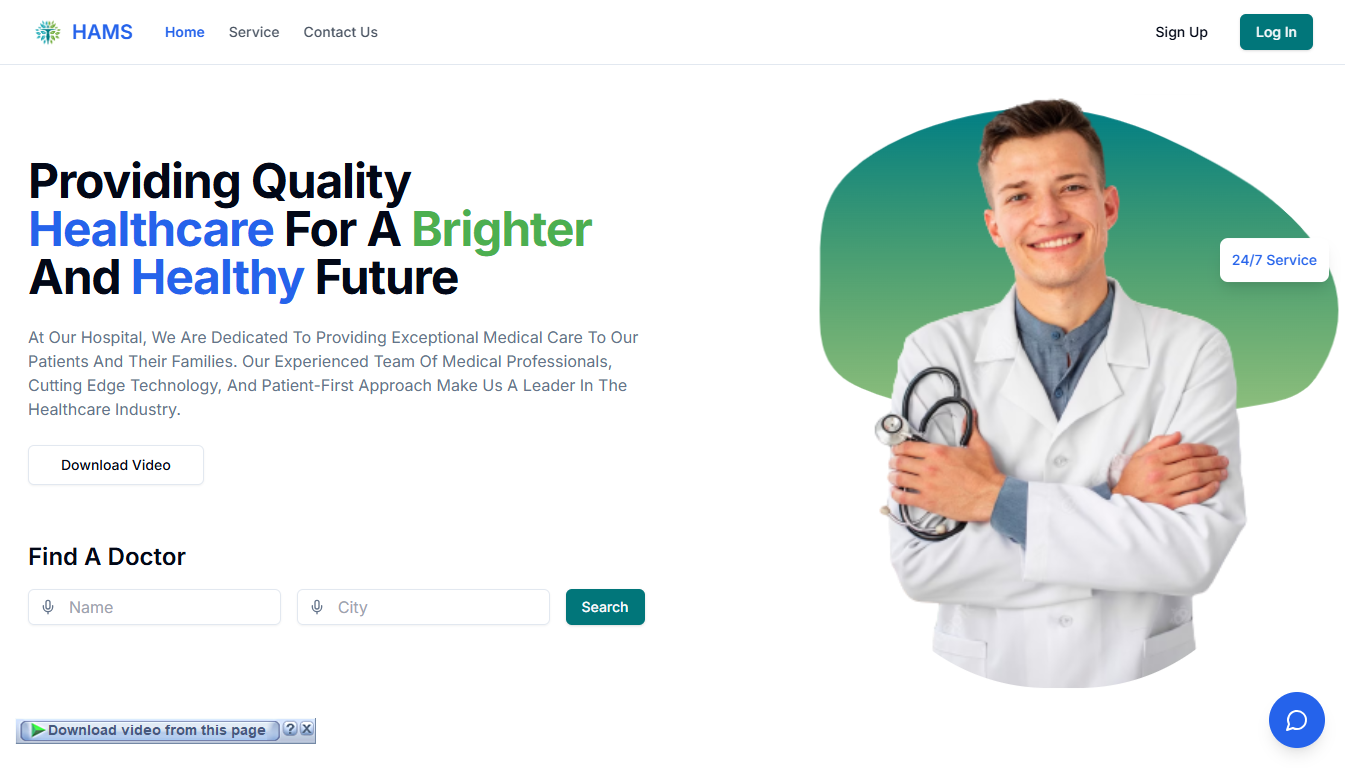 HAMS Home Service Contact Us Sign Up Log In
Providing Quality
Healthcare For A Brighter
And Healthy Future
24/7 Service
At Our Hospital, We Are Dedicated To Providing Exceptional Medical Care To Our
Patients And Their Families. Our Experienced Team Of Medical Professionals,
Cutting Edge Technology, And Patient-First Approach Make Us A Leader In The
Healthcare Industry.
Download Video
Find A Doctor
Name City Search
Download video from this page ? X